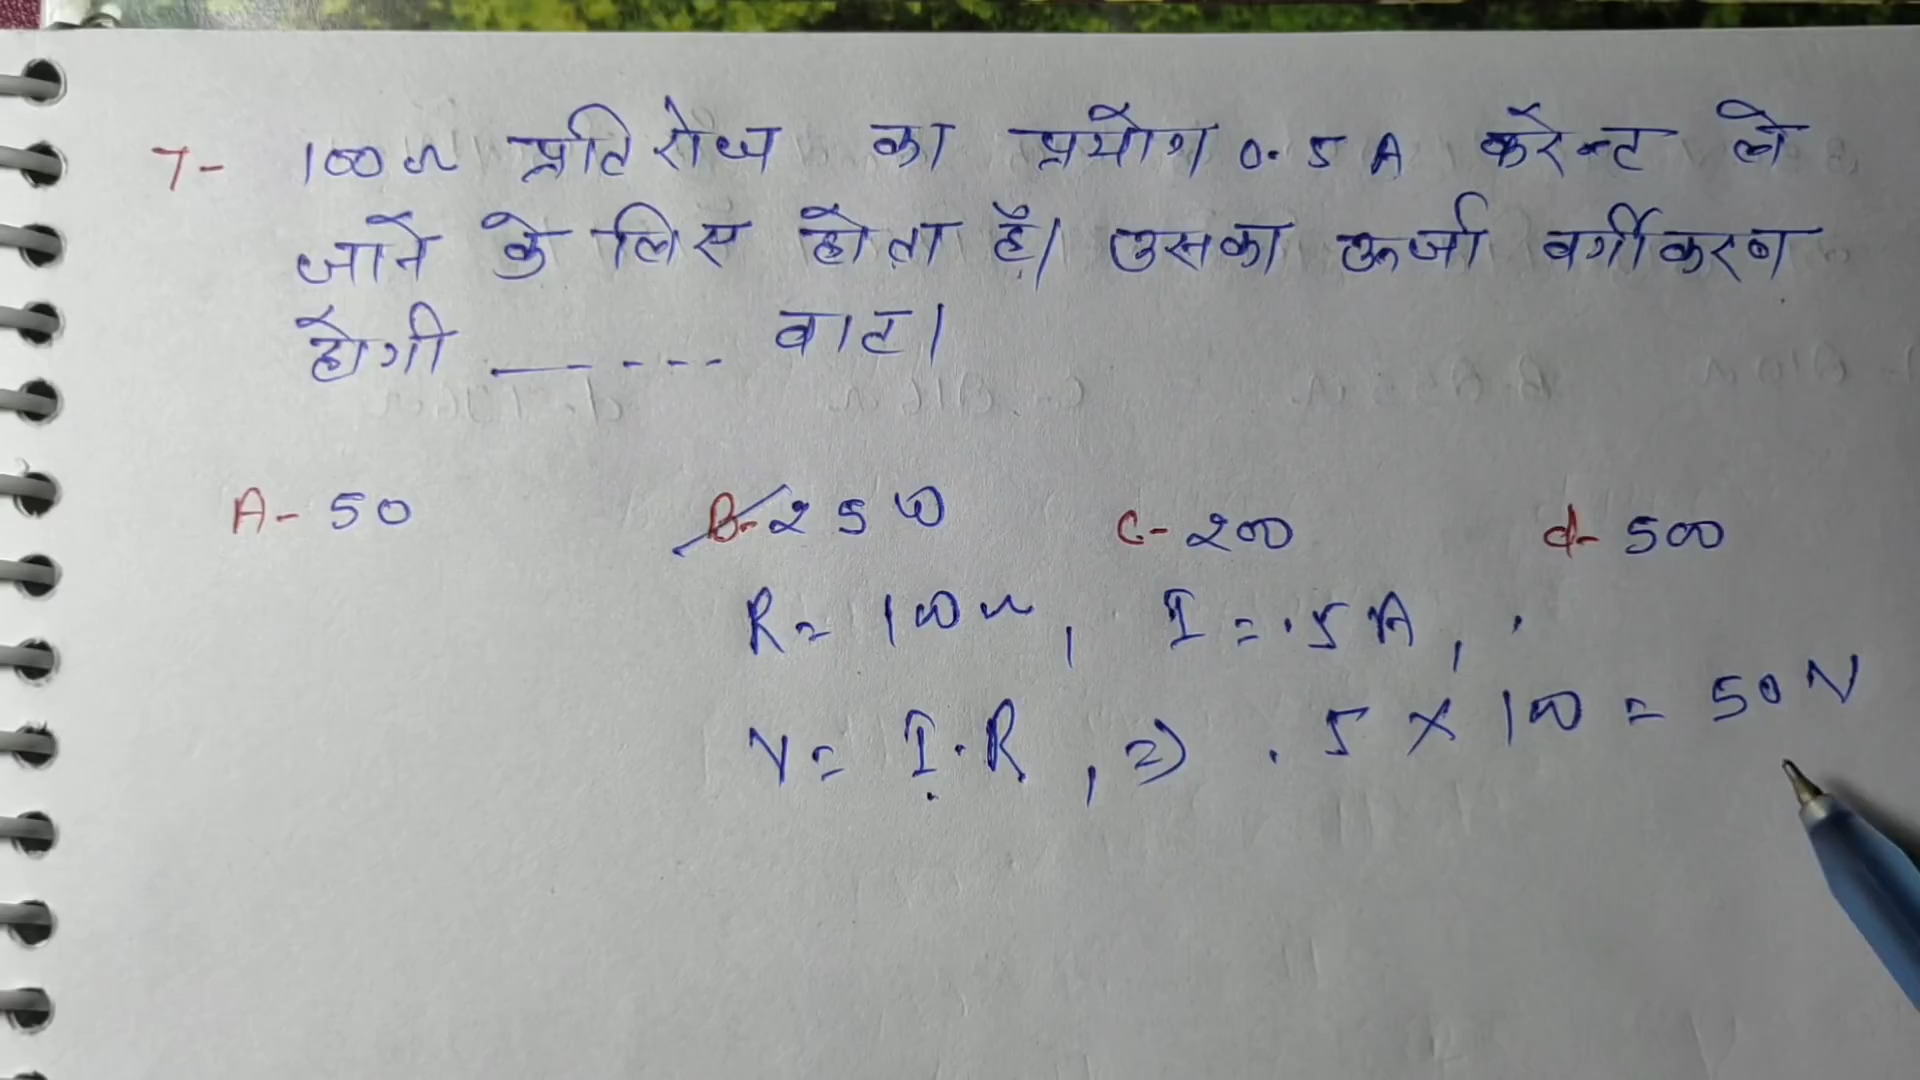 7- 100Ω प्रतिरोध का प्रयोग 0.5 A करेन्ट ले
जाने के लिए होता है। उसका ऊर्जा वर्गीकरण
होगी ------ वाट।
A- 50 B- 25 W C- 200 d- 500
R = 100Ω, I = .5 A,
V = I.R, => .5 × 100 = 50 V